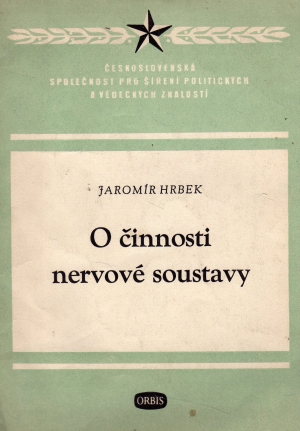 ČESKOSLOVENSKÁ
SPOLEČNOST PRO ŠÍŘENÍ POLITICKÝCH
A VĚDECKÝCH ZNALOSTÍ
JAROMÍR HRBEK
O činnosti
nervové soustavy
ORBIS